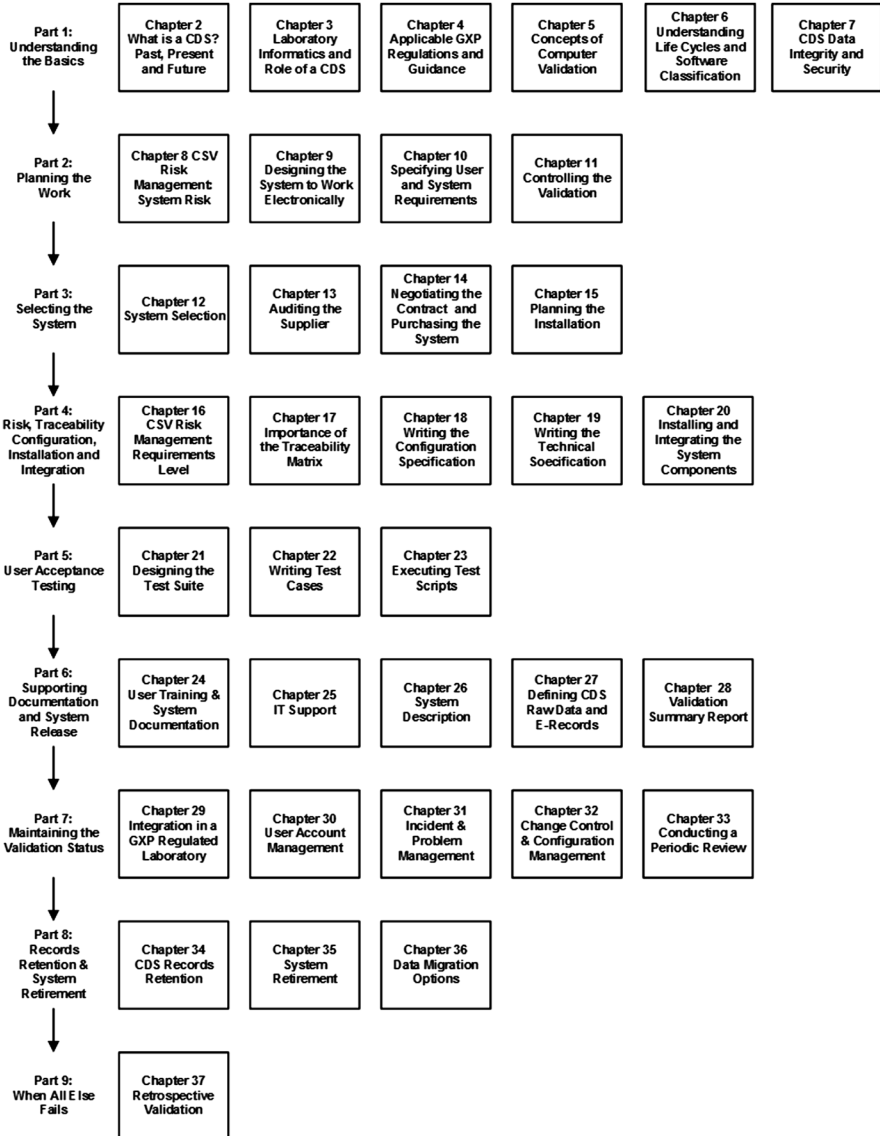 Part 1:
Understanding
the Basics
Chapter 2
What is a CDS?
Past, Present
and Future
Chapter 3
Laboratory
Informatics and
Role of a CDS
Chapter 4
Applicable GXP
Regulations and
Guidance
Chapter 5
Concepts of
Computer
Validation
Chapter 6
Understanding
Life Cycles and
Software
Classification
Chapter 7
CDS Data
Integrity and
Security
Part 2:
Planning the
Work
Chapter 8 CSV
Risk
Management:
System Risk
Chapter 9
Designing the
System to Work
Electronically
Chapter 10
Specifying User
and System
Requirements
Chapter 11
Controlling the
Validation
Part 3:
Selecting the
System
Chapter 12
System Selection
Chapter 13
Auditing the
Supplier
Chapter 14
Negotiating the
Contract and
Purchasing the
System
Chapter 15
Planning the
Installation
Part 4:
Risk, Traceability
Configuration,
Installation and
Integration
Chapter 16
CSV Risk
Management:
Requirements
Level
Chapter 17
Importance of
the Traceability
Matrix
Chapter 18
Writing the
Configuration
Specification
Chapter 19
Writing the
Technical
Soecification
Chapter 20
Installing and
Integrating the
System
Components
Part 5:
User Acceptance
Testing
Chapter 21
Designing the
Test Suite
Chapter 22
Writing Test
Cases
Chapter 23
Executing Test
Scripts
Part 6:
Supporting
Documentation
and System
Release
Chapter 24
User Training &
System
Documentation
Chapter 25
IT Support
Chapter 26
System
Description
Chapter 27
Defining CDS
Raw Data and
E-Records
Chapter 28
Validation
Summary Report
Part 7:
Maintaining the
Validation Status
Chapter 29
Integration in a
GXP Regulated
Laboratory
Chapter 30
User Account
Management
Chapter 31
Incident &
Problem
Management
Chapter 32
Change Control
& Configuration
Management
Chapter 33
Conducting a
Periodic Review
Part 8:
Records
Retention &
System
Retirement
Chapter 34
CDS Records
Retention
Chapter 35
System
Retirement
Chapter 36
Data Migration
Options
Part 9:
When All Else
Fails
Chapter 37
Retrospective
Validation